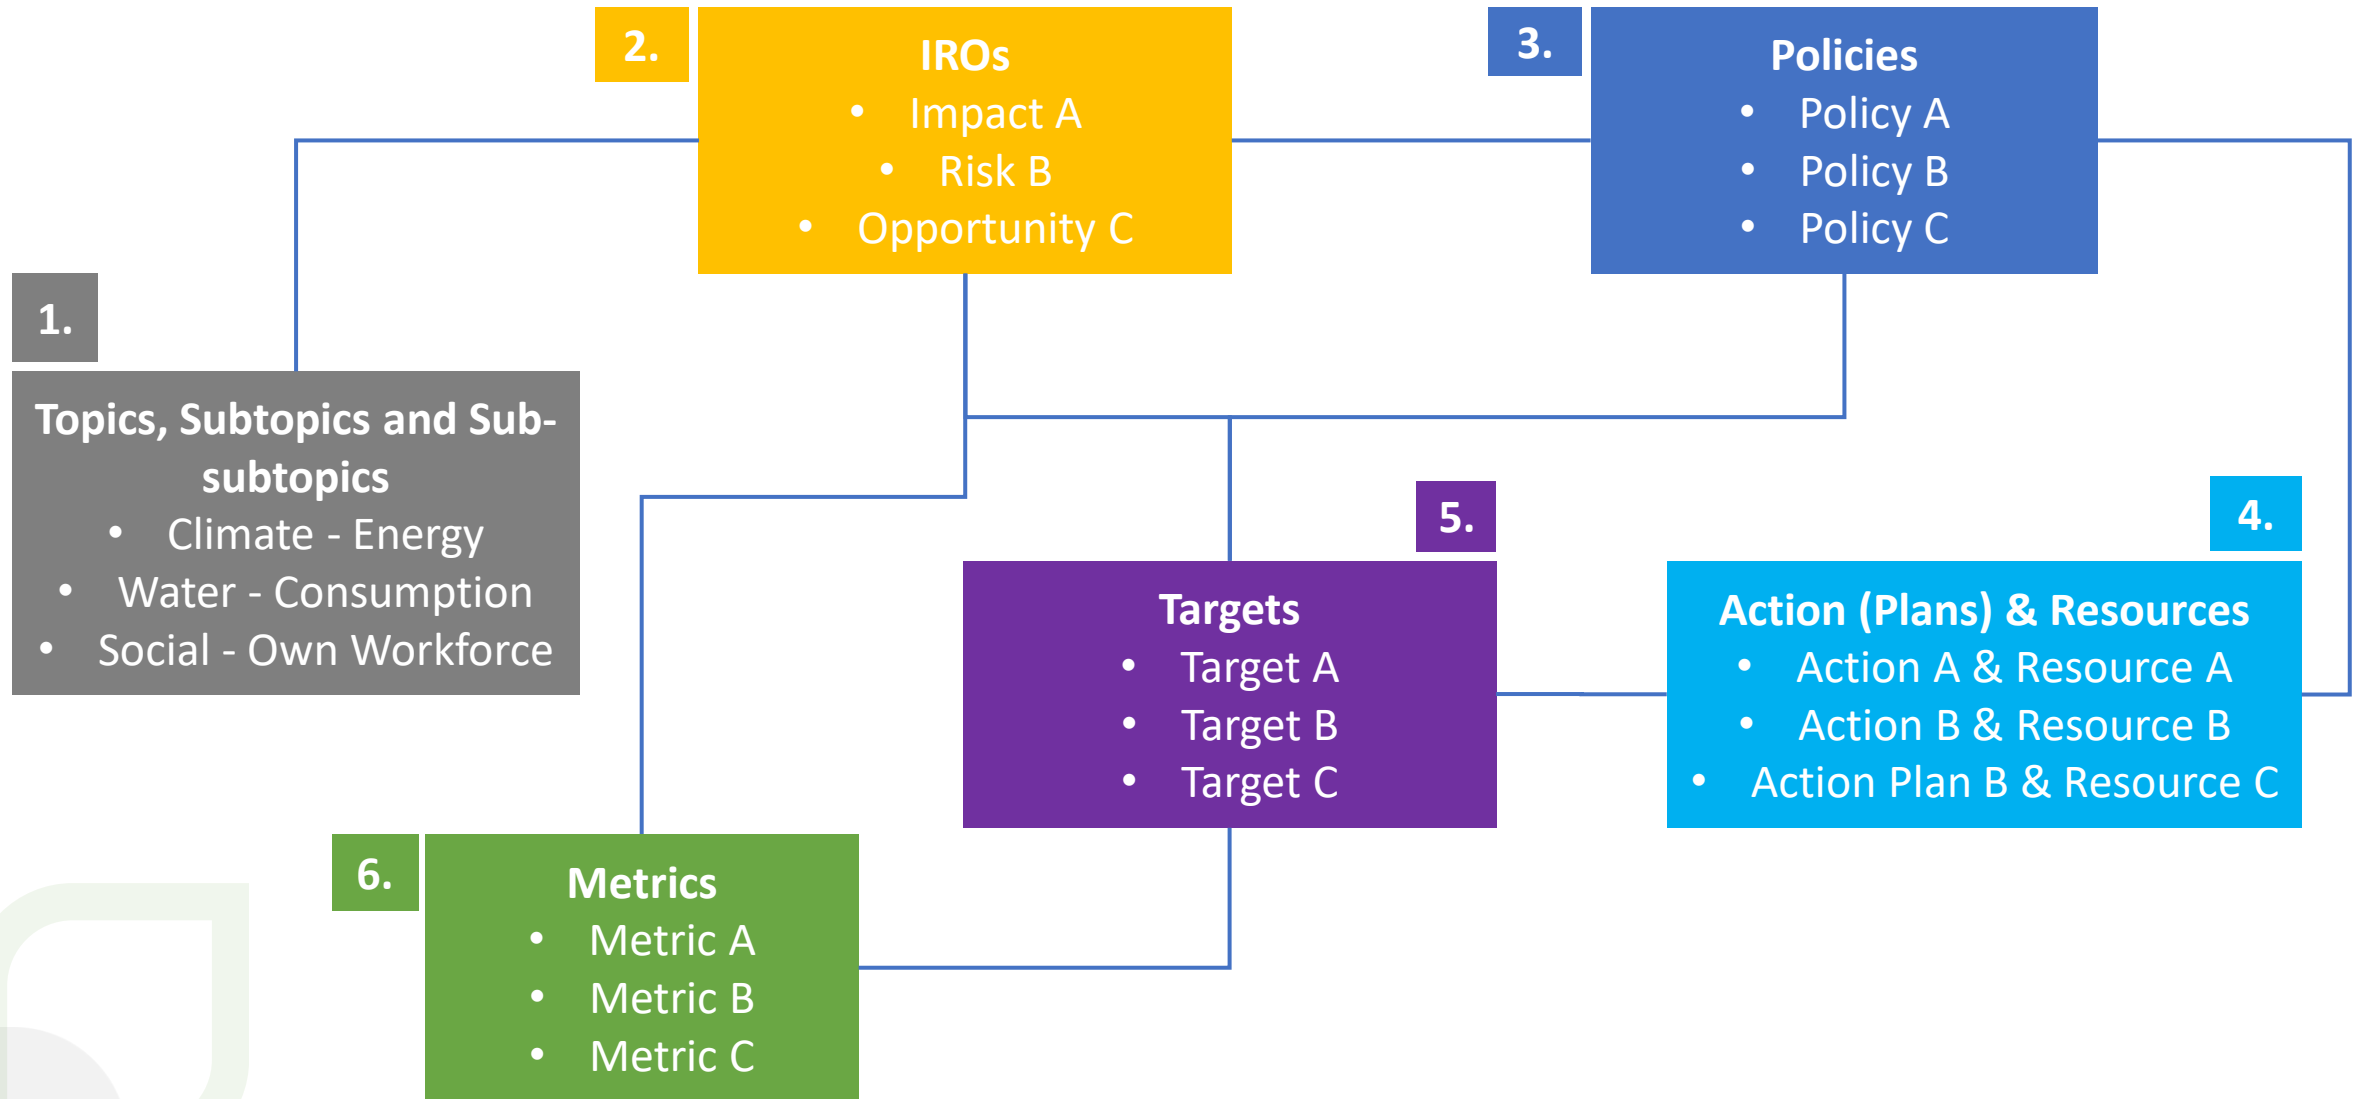 1.
Topics, Subtopics and Sub-
subtopics
• Climate - Energy
• Water - Consumption
• Social - Own Workforce
2.
IROs
• Impact A
• Risk B
• Opportunity C
3.
Policies
• Policy A
• Policy B
• Policy C
4.
Action (Plans) & Resources
• Action A & Resource A
• Action B & Resource B
• Action Plan B & Resource C
5.
Targets
• Target A
• Target B
• Target C
6.
Metrics
• Metric A
• Metric B
• Metric C